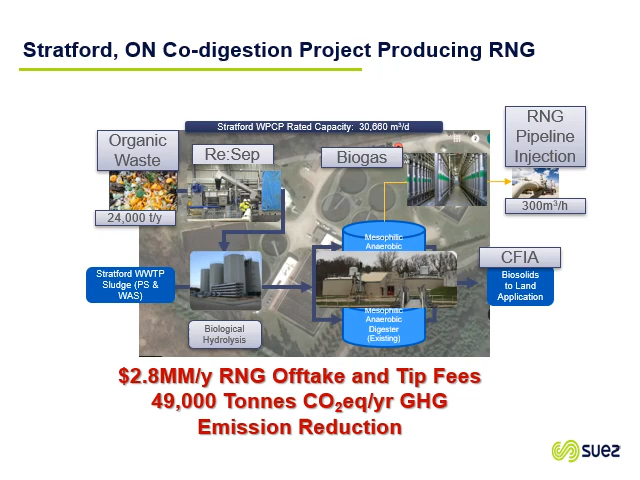 Stratford, ON Co-digestion Project Producing RNG
Stratford WPCP Rated Capacity: 30,660 m³/d
RNG
Pipeline
Injection
Organic
Waste
Re:Sep
Biogas
24,000 t/y
300m³/h
Mesophilic
Anaerobic
CFIA
Stratford WWTP
Sludge (PS &
WAS)
Biosolids
to Land
Application
Mesophilic
Anaerobic
Digester
(Existing)
Biological
Hydrolysis
$2.8MM/y RNG Offtake and Tip Fees
49,000 Tonnes CO₂eq/yr GHG
Emission Reduction
suez